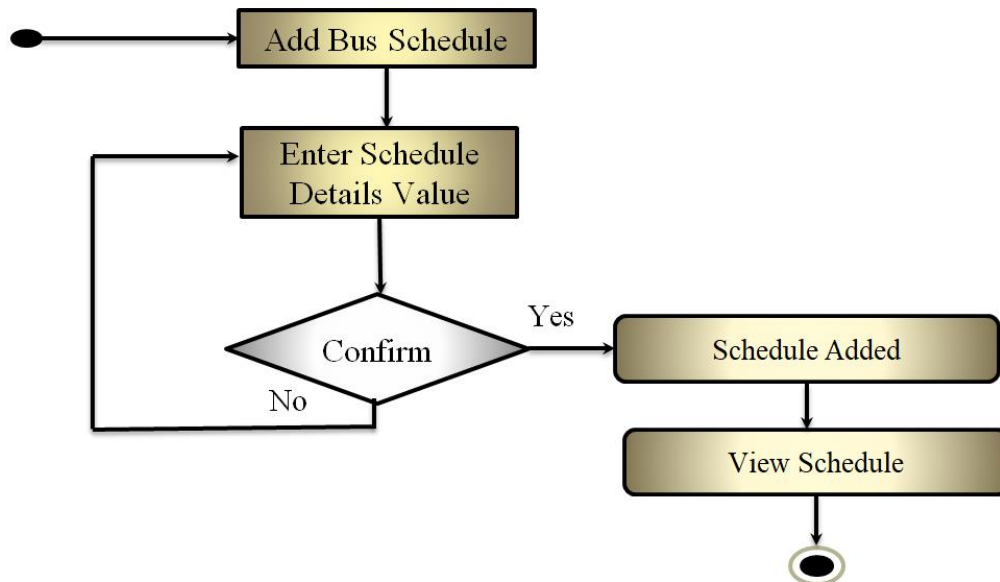 Add Bus Schedule
Enter Schedule
Details Value
Confirm
Yes
No
Schedule Added
View Schedule